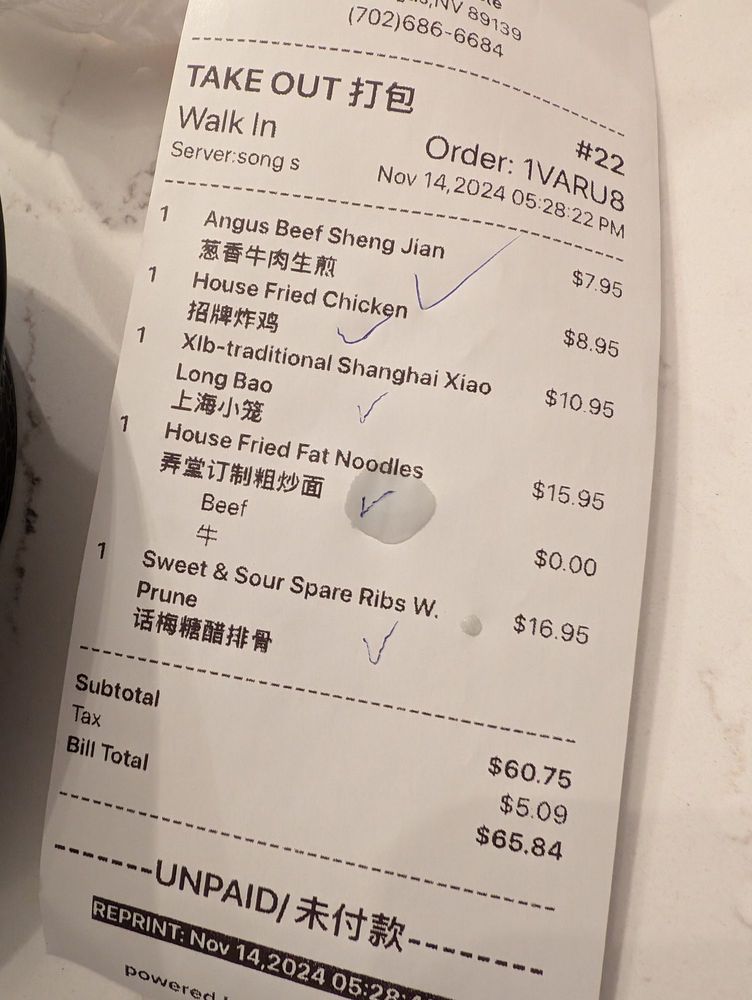 NV 89139
(702)686-6684
TAKE OUT 打包
Walk In #22
Server:song s Order: 1VARU8
Nov 14,2024 05:28:22 PM
1 Angus Beef Sheng Jian $7.95
葱香牛肉生煎
1 House Fried Chicken $8.95
招牌炸鸡
1 Xlb-traditional Shanghai Xiao $10.95
Long Bao
上海小笼
1 House Fried Fat Noodles $15.95
弄堂订制粗炒面
Beef $0.00
牛
1 Sweet & Sour Spare Ribs W. $16.95
Prune
话梅糖醋排骨
Subtotal $60.75
Tax $5.09
Bill Total $65.84
-------UNPAID/ 未付款--------
REPRINT: Nov 14,2024 05:28:
powered